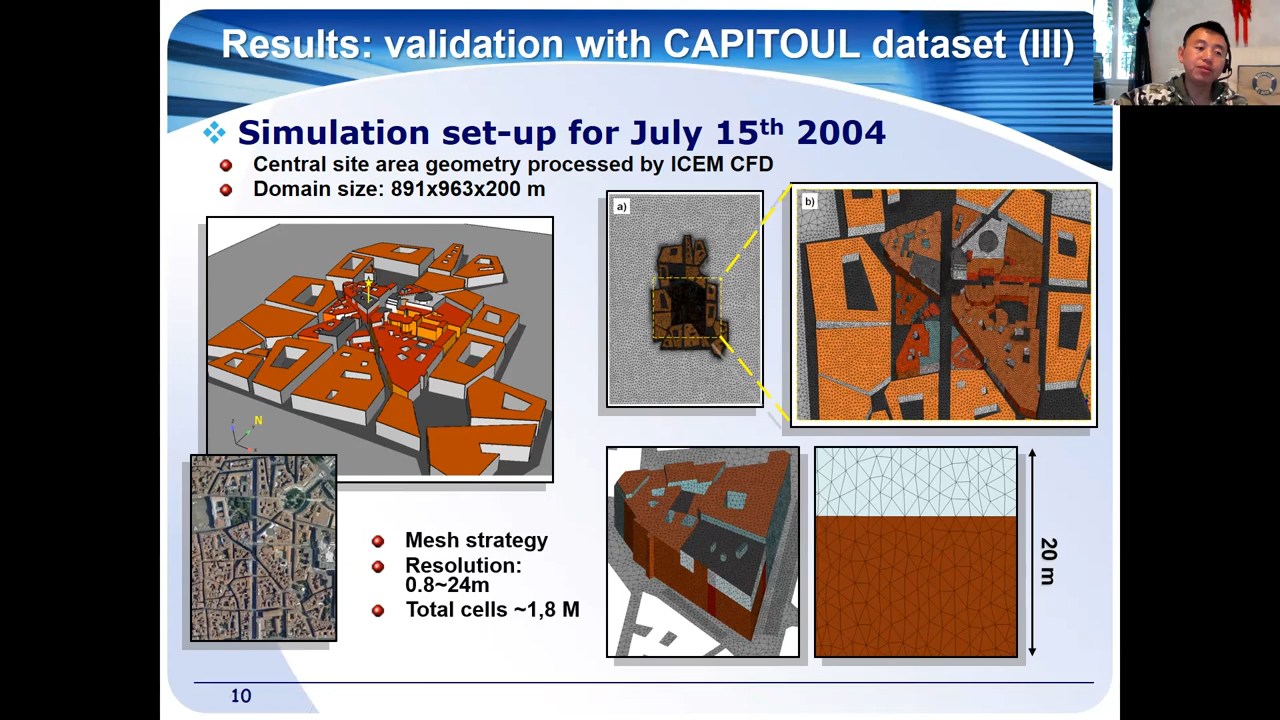 Results: validation with CAPITOUL dataset (III)
Simulation set-up for July 15th 2004
Central site area geometry processed by ICEM CFD
Domain size: 891x963x200 m
a)
b)
N
Mesh strategy
Resolution:
0.8~24m
Total cells ~1,8 M
20 m
10